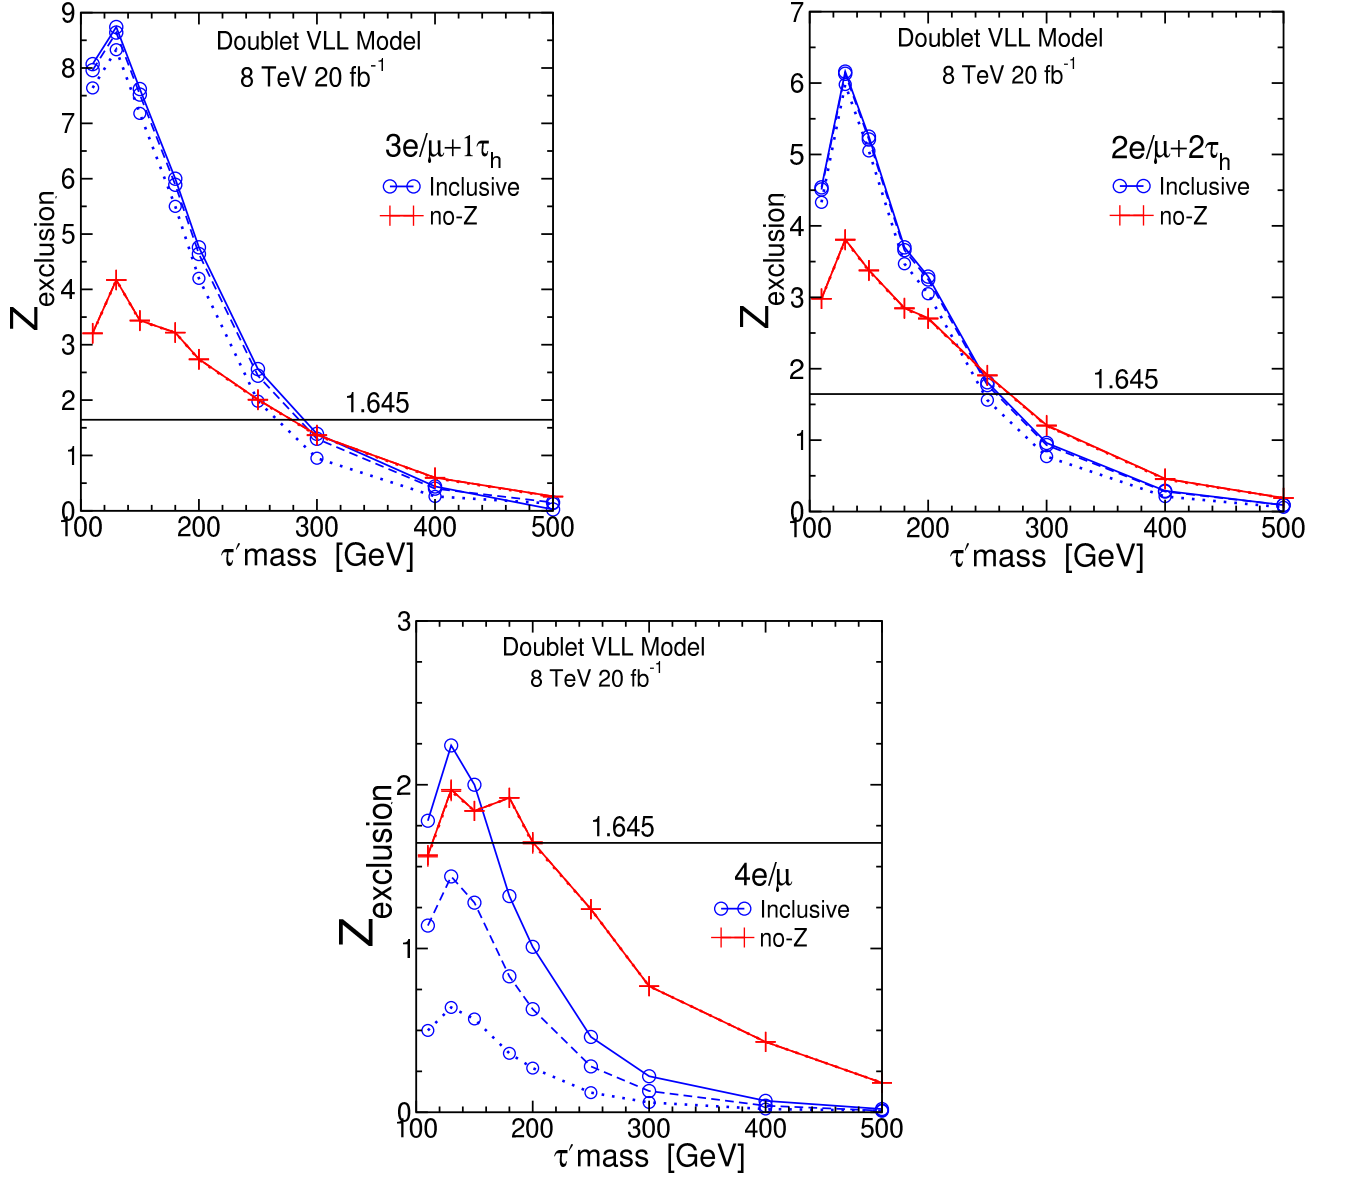 9
8
7
6
5
4
3
2
1
0
Zexclusion
Doublet VLL Model
8 TeV 20 fb-1
3e/μ+1τh
Inclusive
no-Z
1.645
100 200 300 400 500
τ′mass [GeV]
7
6
5
4
3
2
1
0
Zexclusion
Doublet VLL Model
8 TeV 20 fb-1
2e/μ+2τh
Inclusive
no-Z
1.645
100 200 300 400 500
τ′mass [GeV]
3
2
1
0
Zexclusion
Doublet VLL Model
8 TeV 20 fb-1
1.645
4e/μ
Inclusive
no-Z
100 200 300 400 500
τ′mass [GeV]